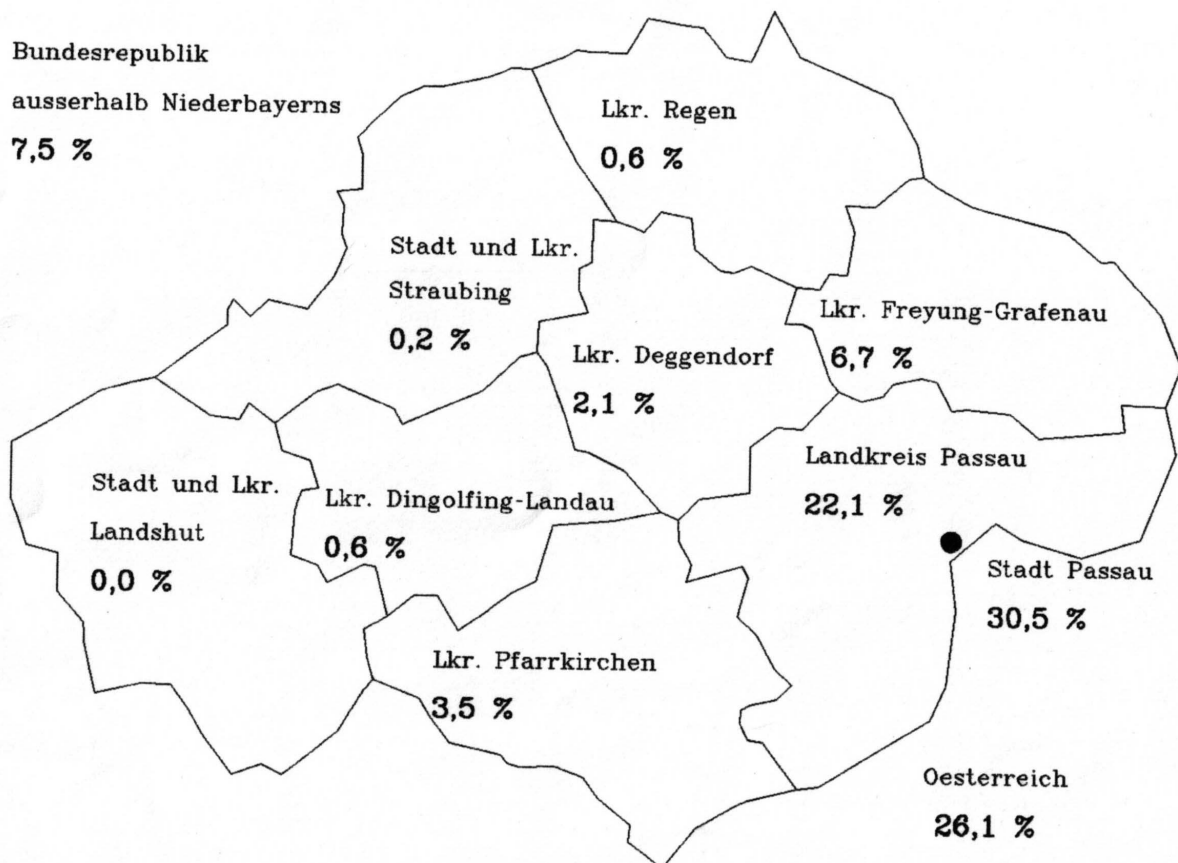 Bundesrepublik
ausserhalb Niederbayerns
7,5 %
Lkr. Regen
0,6 %
Stadt und Lkr.
Straubing
0,2 %
Lkr. Freyung-Grafenau
6,7 %
Lkr. Deggendorf
2,1 %
Landkreis Passau
22,1 %
Stadt und Lkr.
Landshut
0,0 %
Lkr. Dingolfing-Landau
0,6 %
Stadt Passau
30,5 %
Lkr. Pfarrkirchen
3,5 %
Oesterreich
26,1 %